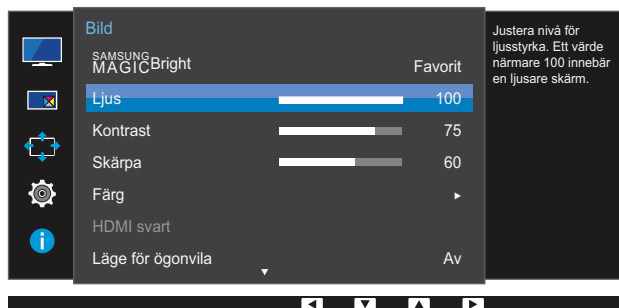 Bild
SAMSUNG
MAGICBright Favorit
Ljus 100
Kontrast 75
Skärpa 60
Färg
HDMI svart
Läge för ögonvila Av
Justera nivå för
ljusstyrka. Ett värde
närmare 100 innebär
en ljusare skärm.